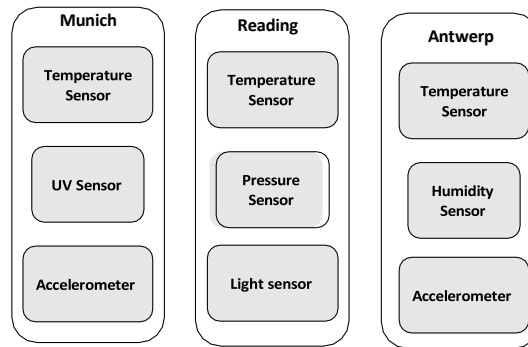 Munich
Temperature
Sensor
UV Sensor
Accelerometer
Reading
Temperature
Sensor
Pressure
Sensor
Light sensor
Antwerp
Temperature
Sensor
Humidity
Sensor
Accelerometer